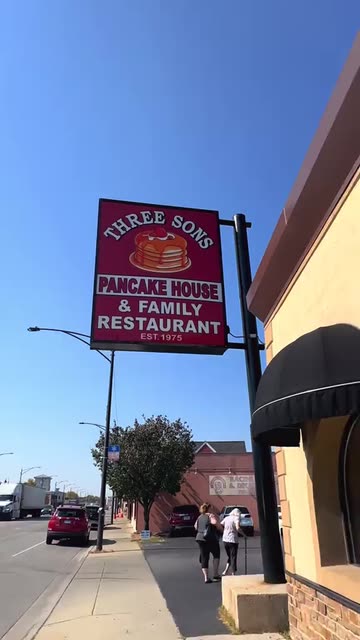 THREE SONS
PANCAKE HOUSE
& FAMILY
RESTAURANT
EST. 1975